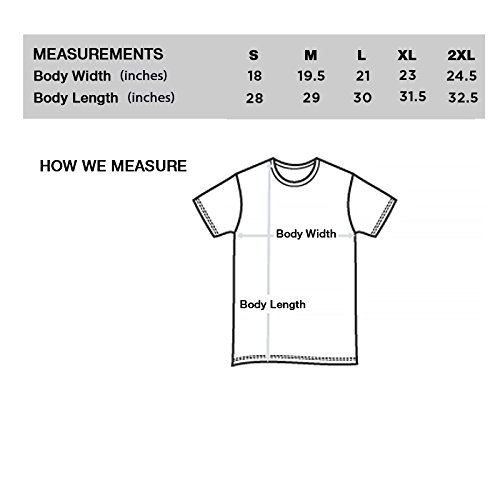 MEASUREMENTS S M L XL 2XL
Body Width (inches) 18 19.5 21 23 24.5
Body Length (inches) 28 29 30 31.5 32.5
HOW WE MEASURE
Body Width
Body Length